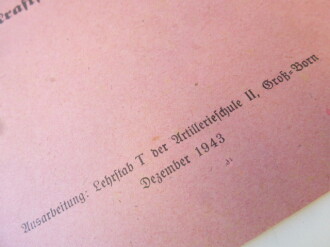 Ausarbeitung: Lehrstab T der Artillerieschule II, Groß-Born
Dezember 1943